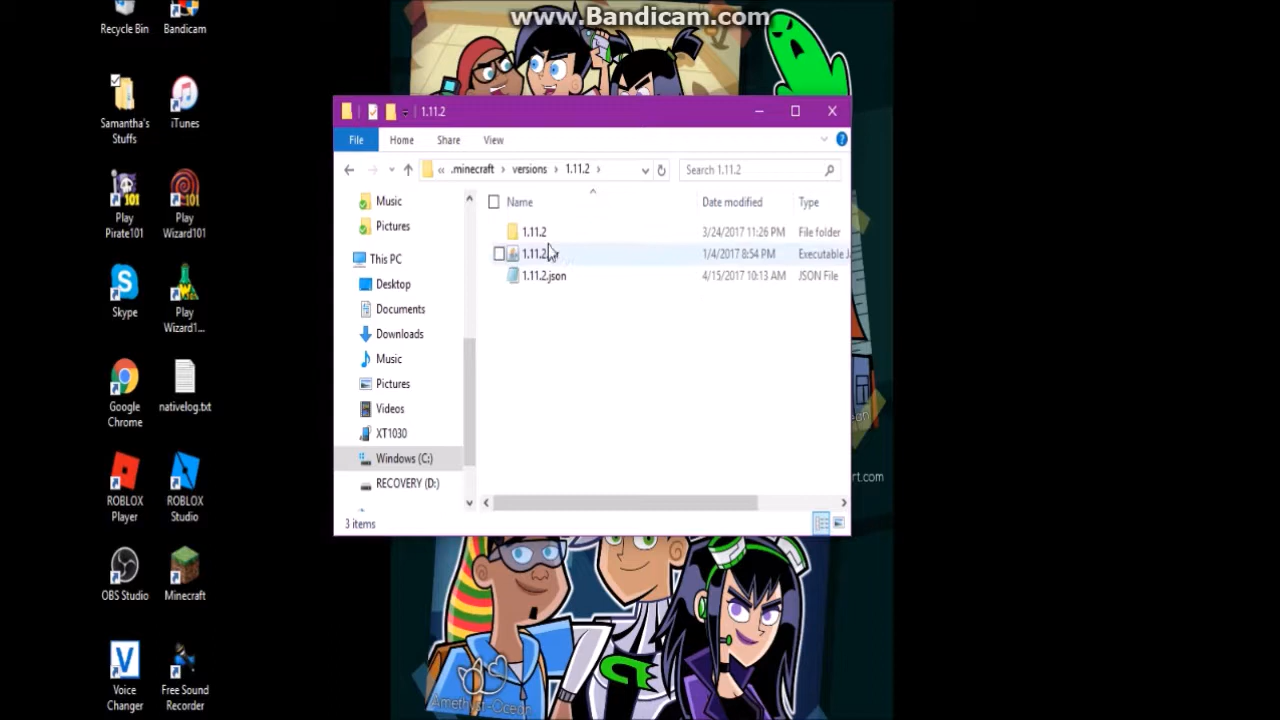 www.Bandicam.com
Recycle Bin
Bandicam
Samantha's
Stuffs
iTunes
Play
Pirate101
Play
Wizard101
Skype
Play
Wizard1...
Google
Chrome
nativelog.txt
ROBLOX
Player
ROBLOX
Studio
OBS Studio
Minecraft
Voice
Changer
Free Sound
Recorder
1.11.2
File
Home
Share
View
« .minecraft › versions › 1.11.2 ›
Search 1.11.2
Name
Date modified
Type
1.11.2
3/24/2017 11:26 PM
File folder
1.11.2
1/4/2017 8:54 PM
Executable J
1.11.2.json
4/15/2017 10:13 AM
JSON File
Music
Pictures
This PC
Desktop
Documents
Downloads
Music
Pictures
Videos
XT1030
Windows (C:)
RECOVERY (D:)
3 items
rt.com
Amethyst-Ocean